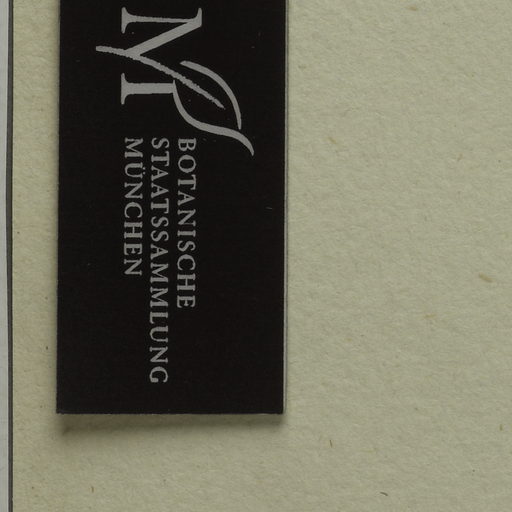 M
BOTANISCHE
STAATSSAMMLUNG
MÜNCHEN